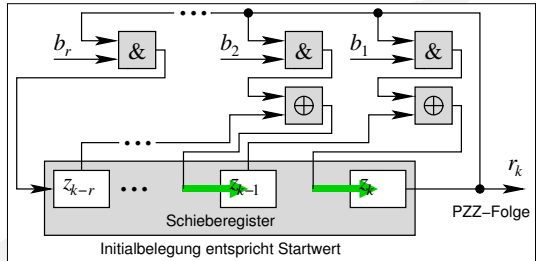 b_r & b_2 & b_1 &
⊕ ⊕
z_{k-r} z_{k-1} z_k r_k
Schieberegister PZZ-Folge
Initialbelegung entspricht Startwert